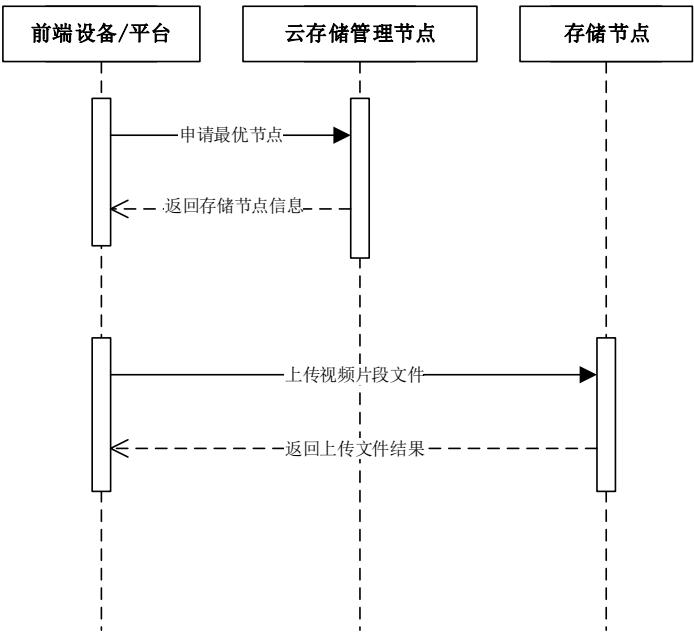 前端设备/平台
云存储管理节点
存储节点
申请最优节点
返回存储节点信息
上传视频片段文件
返回上传文件结果